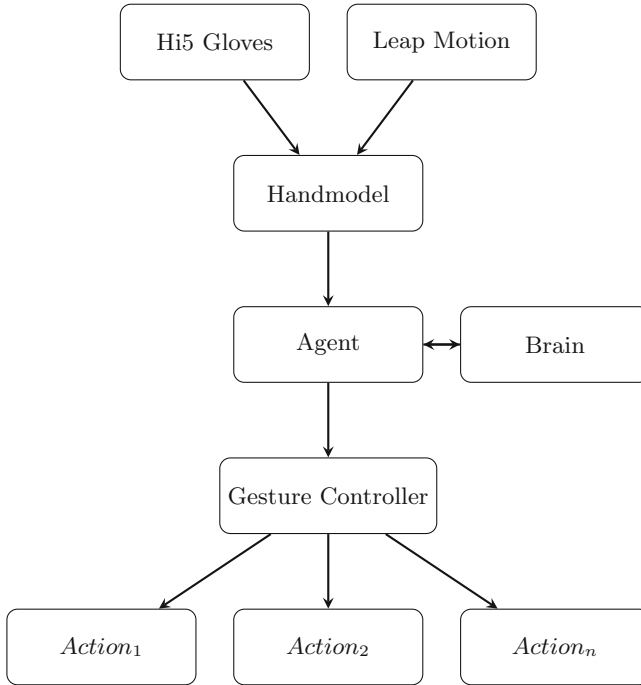 Hi5 Gloves
Leap Motion
Handmodel
Agent
Brain
Gesture Controller
Action₁
Action₂
Actionₙ